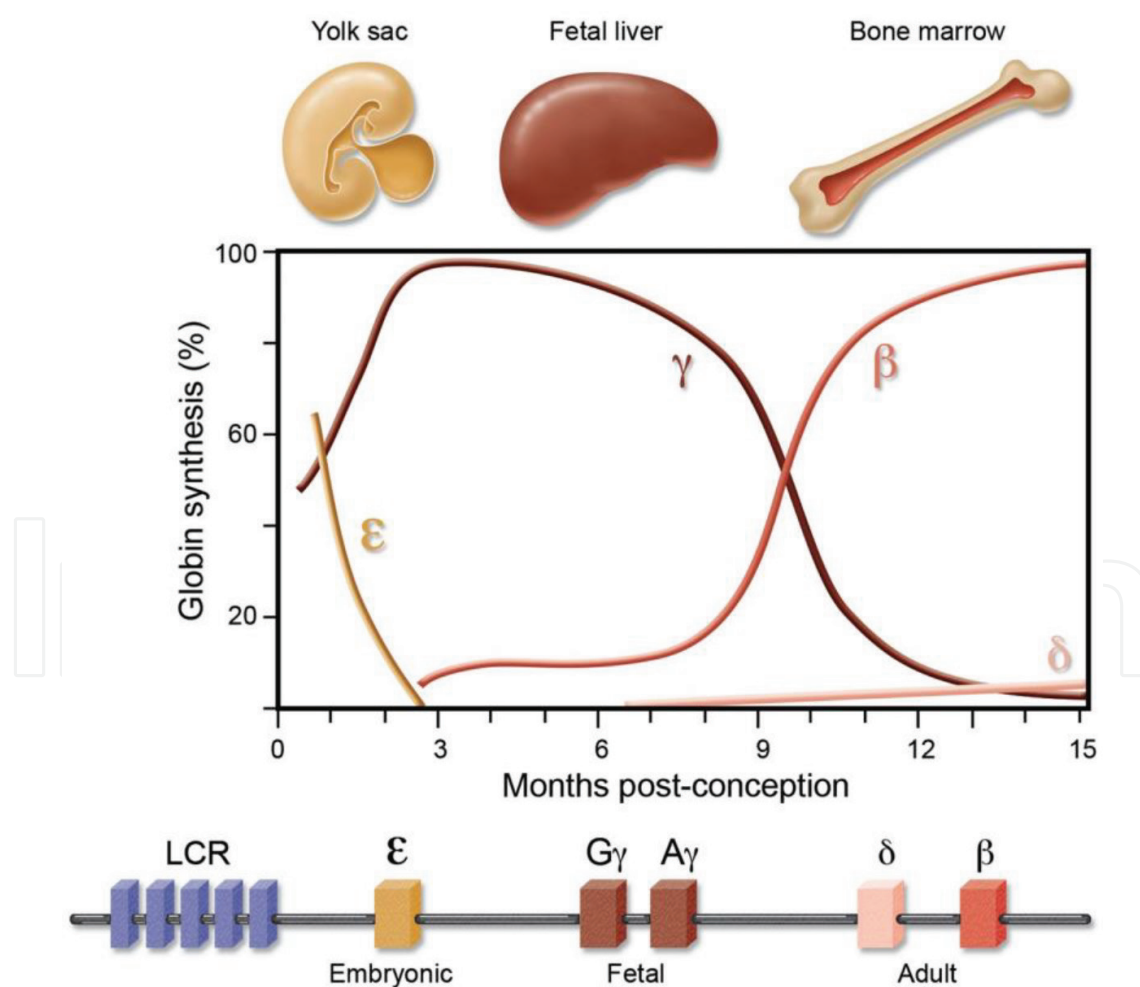 Yolk sac Fetal liver Bone marrow
100
60
20
Globin synthesis (%)
γ
β
ε
δ
0 3 6 9 12 15
Months post-conception
LCR ε Gγ Aγ δ β
Embryonic Fetal Adult